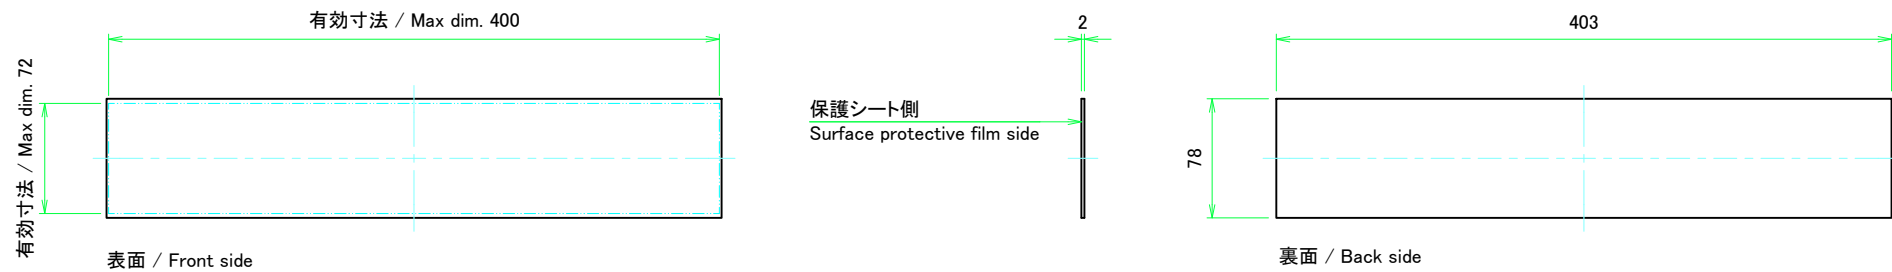 有効寸法 / Max dim. 400
有効寸法 / Max dim. 72
表面 / Front side
2
保護シート側
Surface protective film side
403
78
裏面 / Back side